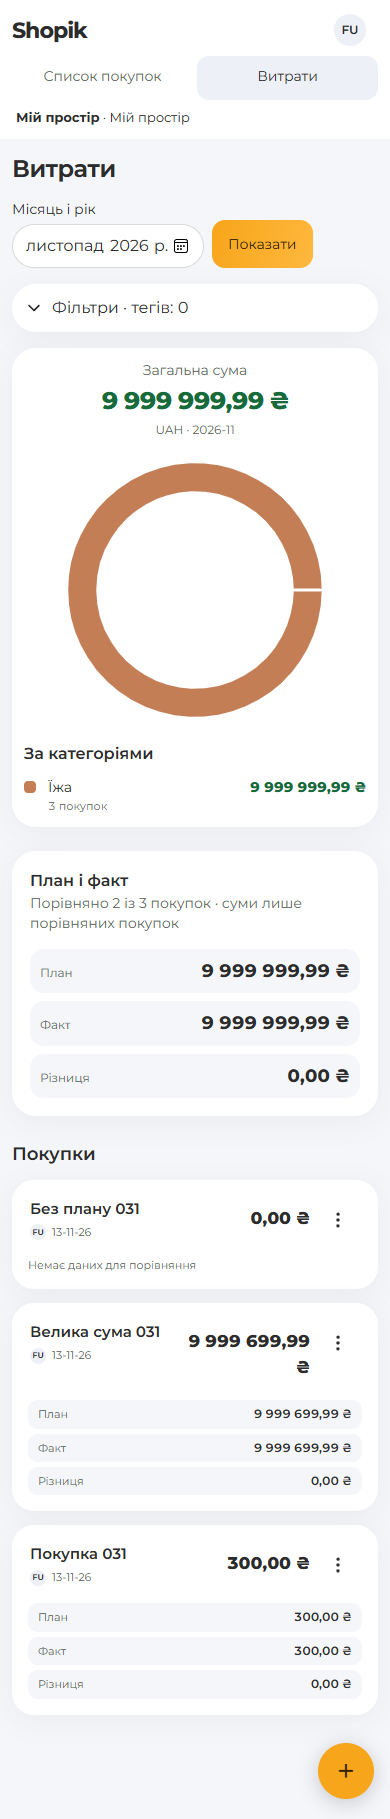 Shopik
FU
Список покупок
Витрати
Мій простір · Мій простір
Витрати
Місяць і рік
листопад 2026 р.
Показати
Фільтри · тегів: 0
Загальна сума
9 999 999,99 ₴
UAH · 2026-11
За категоріями
Їжа
9 999 999,99 ₴
3 покупок
План і факт
Порівняно 2 із 3 покупок · суми лише
порівняних покупок
План
9 999 999,99 ₴
Факт
9 999 999,99 ₴
Різниця
0,00 ₴
Покупки
Без плану 031
0,00 ₴
FU 13-11-26
Немає даних для порівняння
Велика сума 031
9 999 699,99
₴
FU 13-11-26
План
9 999 699,99 ₴
Факт
9 999 699,99 ₴
Різниця
0,00 ₴
Покупка 031
300,00 ₴
FU 13-11-26
План
300,00 ₴
Факт
300,00 ₴
Різниця
0,00 ₴